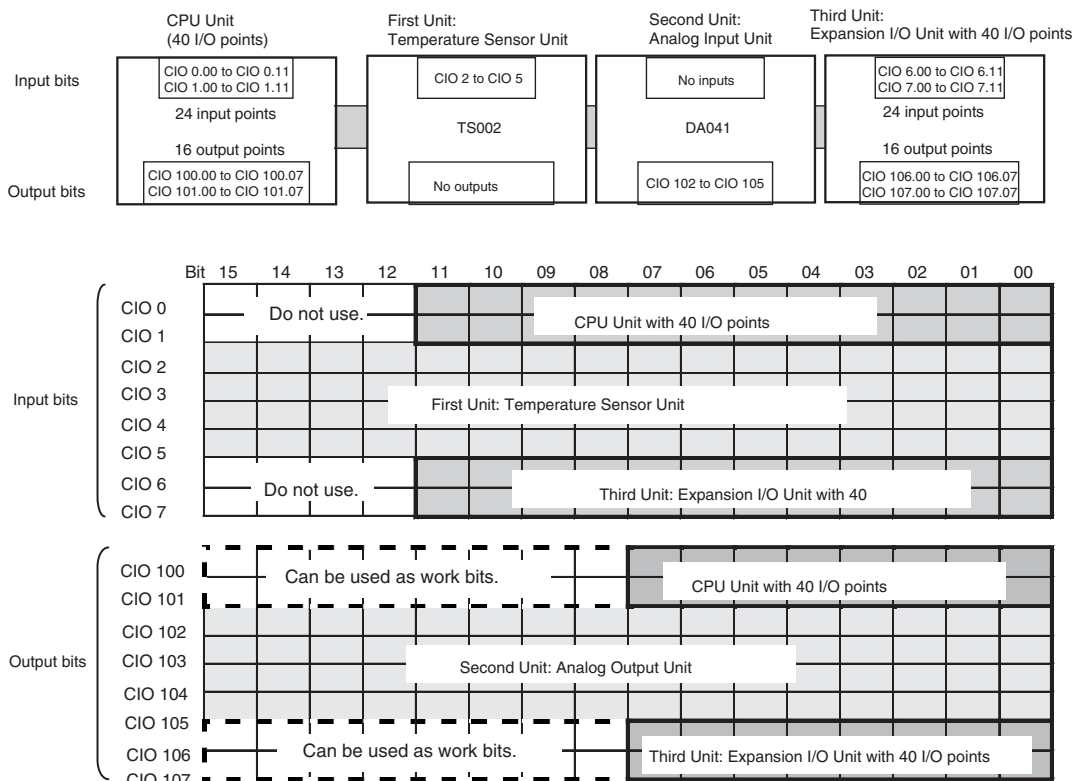 CPU Unit
(40 I/O points)
First Unit:
Temperature Sensor Unit
Second Unit:
Analog Input Unit
Third Unit:
Expansion I/O Unit with 40 I/O points
Input bits
CIO 0.00 to CIO 0.11
CIO 1.00 to CIO 1.11
24 input points
16 output points
CIO 100.00 to CIO 100.07
CIO 101.00 to CIO 101.07
Output bits
CIO 2 to CIO 5
TS002
No outputs
No inputs
DA041
CIO 102 to CIO 105
CIO 6.00 to CIO 6.11
CIO 7.00 to CIO 7.11
24 input points
16 output points
CIO 106.00 to CIO 106.07
CIO 107.00 to CIO 107.07
Bit 15 14 13 12 11 10 09 08 07 06 05 04 03 02 01 00
Input bits
CIO 0
CIO 1
CIO 2
CIO 3
CIO 4
CIO 5
CIO 6
CIO 7
Do not use.
CPU Unit with 40 I/O points
First Unit: Temperature Sensor Unit
Do not use.
Third Unit: Expansion I/O Unit with 40
Output bits
CIO 100
CIO 101
CIO 102
CIO 103
CIO 104
CIO 105
CIO 106
CIO 107
Can be used as work bits.
CPU Unit with 40 I/O points
Second Unit: Analog Output Unit
Can be used as work bits.
Third Unit: Expansion I/O Unit with 40 I/O points